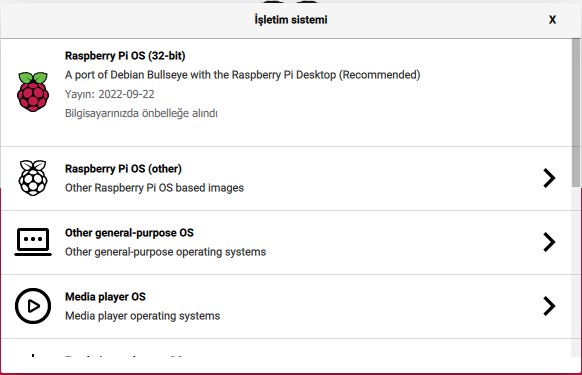 İşletim sistemi
X
Raspberry Pi OS (32-bit)
A port of Debian Bullseye with the Raspberry Pi Desktop (Recommended)
Yayın: 2022-09-22
Bilgisayarınızda önbelleğe alındı
Raspberry Pi OS (other)
Other Raspberry Pi OS based images
Other general-purpose OS
Other general-purpose operating systems
Media player OS
Media player operating systems